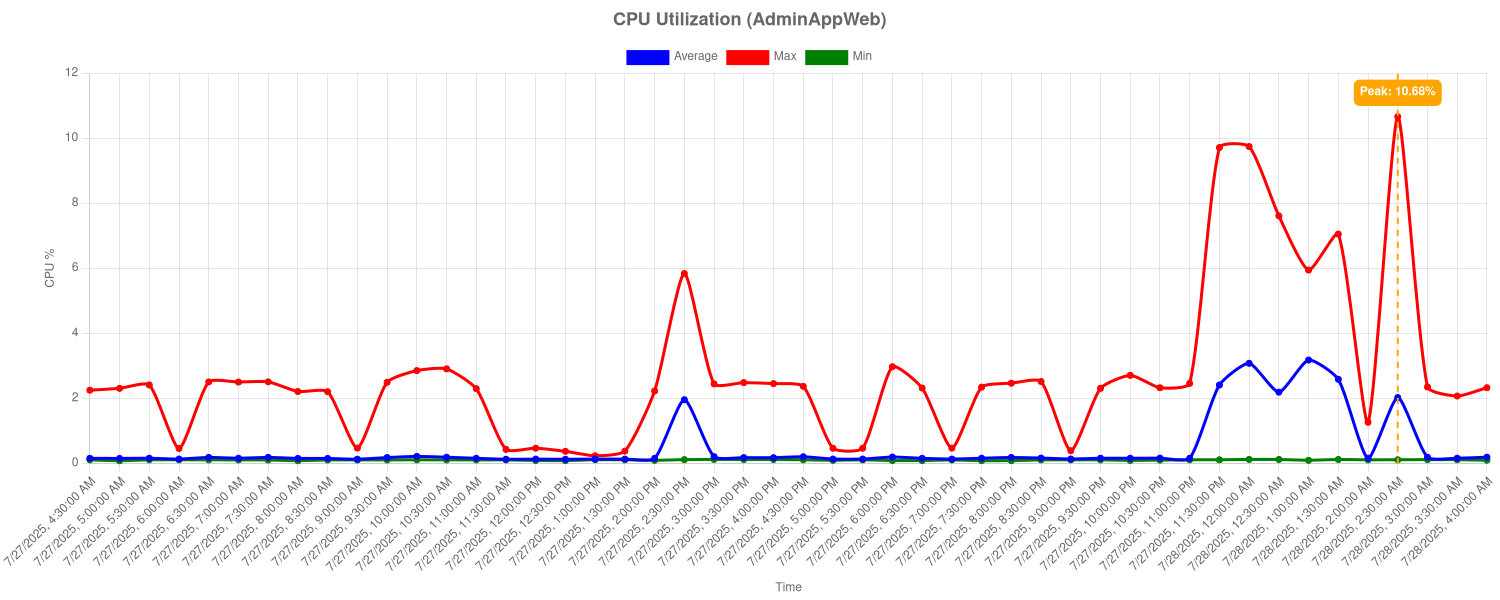 CPU Utilization (AdminAppWeb)
Average
Max
Min
12
Peak: 10.68%
10
8
6
4
2
0
CPU %
7/27/2025, 4:30:00 AM
7/27/2025, 5:00:00 AM
7/27/2025, 5:30:00 AM
7/27/2025, 6:00:00 AM
7/27/2025, 6:30:00 AM
7/27/2025, 7:00:00 AM
7/27/2025, 7:30:00 AM
7/27/2025, 8:00:00 AM
7/27/2025, 8:30:00 AM
7/27/2025, 9:00:00 AM
7/27/2025, 9:30:00 AM
7/27/2025, 10:00:00 AM
7/27/2025, 10:30:00 AM
7/27/2025, 11:00:00 AM
7/27/2025, 11:30:00 AM
7/27/2025, 12:00:00 PM
7/27/2025, 12:30:00 PM
7/27/2025, 1:00:00 PM
7/27/2025, 1:30:00 PM
7/27/2025, 2:00:00 PM
7/27/2025, 2:30:00 PM
7/27/2025, 3:00:00 PM
7/27/2025, 3:30:00 PM
7/27/2025, 4:00:00 PM
7/27/2025, 4:30:00 PM
7/27/2025, 5:00:00 PM
7/27/2025, 5:30:00 PM
7/27/2025, 6:00:00 PM
7/27/2025, 6:30:00 PM
7/27/2025, 7:00:00 PM
7/27/2025, 7:30:00 PM
7/27/2025, 8:00:00 PM
7/27/2025, 8:30:00 PM
7/27/2025, 9:00:00 PM
7/27/2025, 9:30:00 PM
7/27/2025, 10:00:00 PM
7/27/2025, 10:30:00 PM
7/27/2025, 11:00:00 PM
7/27/2025, 11:30:00 PM
7/28/2025, 12:00:00 AM
7/28/2025, 12:30:00 AM
7/28/2025, 1:00:00 AM
7/28/2025, 1:30:00 AM
7/28/2025, 2:00:00 AM
7/28/2025, 2:30:00 AM
7/28/2025, 3:00:00 AM
7/28/2025, 3:30:00 AM
7/28/2025, 4:00:00 AM
Time